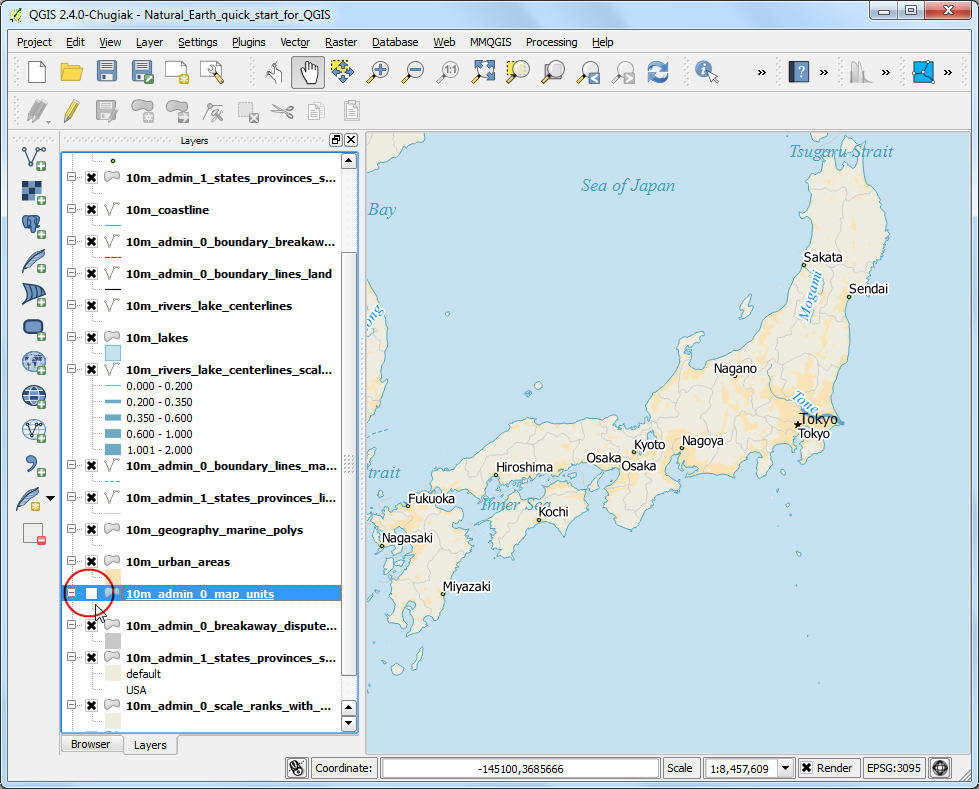 QGIS 2.4.0-Chugiak - Natural_Earth_quick_start_for_QGIS
Project Edit View Layer Settings Plugins Vector Raster Database Web MMQGIS Processing Help
1:1
» ? » » »
Layers
10m_admin_1_states_provinces_s...
10m_coastline
10m_admin_0_boundary_breakaw...
10m_admin_0_boundary_lines_land
10m_rivers_lake_centerlines
10m_lakes
10m_rivers_lake_centerlines_scal...
0.000 - 0.200
0.200 - 0.350
0.350 - 0.600
0.600 - 1.000
1.001 - 2.000
10m_admin_0_boundary_lines_ma...
10m_admin_1_states_provinces_li...
10m_geography_marine_polys
10m_urban_areas
10m_admin_0_map_units
10m_admin_0_breakaway_dispute...
10m_admin_1_states_provinces_s...
default
USA
10m_admin_0_scale_ranks_with_...
Browser Layers
Tsugaru Strait
Sea of Japan
Bay
Sakata
Mogami
Sendai
ong
Nagano
Tone
Tokyo
Tokyo
Kyoto
Nagoya
Osaka
Osaka
Hiroshima
trait
Fukuoka
Inner Sea
Kochi
Nagasaki
Miyazaki
Coordinate: -145100,3685666 Scale 1:8,457,609 Render EPSG:3095